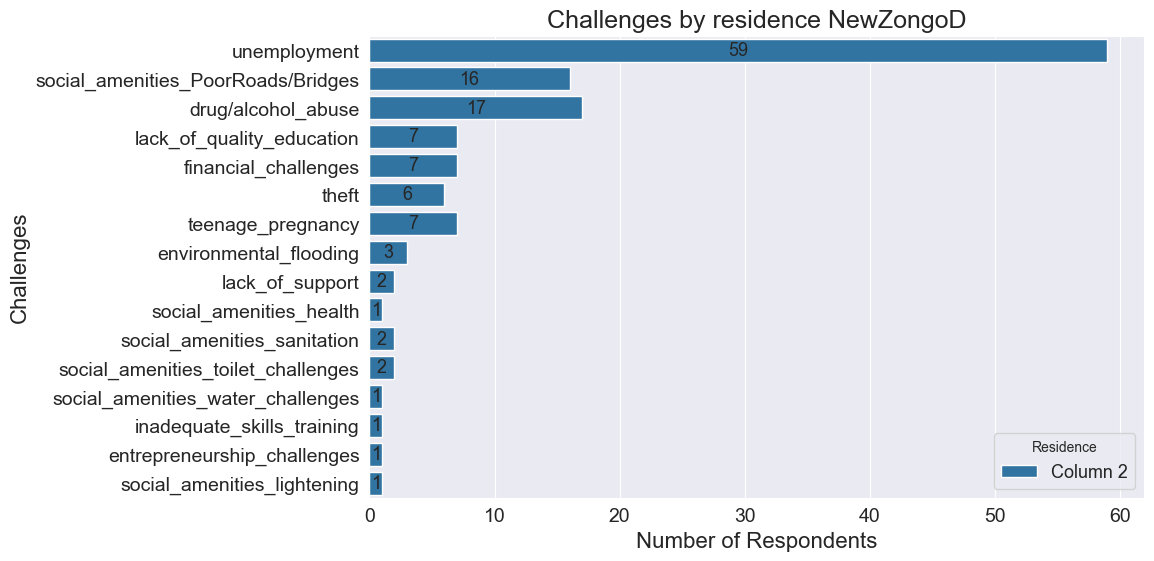 Challenges by residence NewZongoD
Challenges
unemployment 59
social_amenities_PoorRoads/Bridges 16
drug/alcohol_abuse 17
lack_of_quality_education 7
financial_challenges 7
theft 6
teenage_pregnancy 7
environmental_flooding 3
lack_of_support 2
social_amenities_health 1
social_amenities_sanitation 2
social_amenities_toilet_challenges 2
social_amenities_water_challenges 1
inadequate_skills_training 1
entrepreneurship_challenges 1
social_amenities_lightening 1
Residence
Column 2
0 10 20 30 40 50 60
Number of Respondents